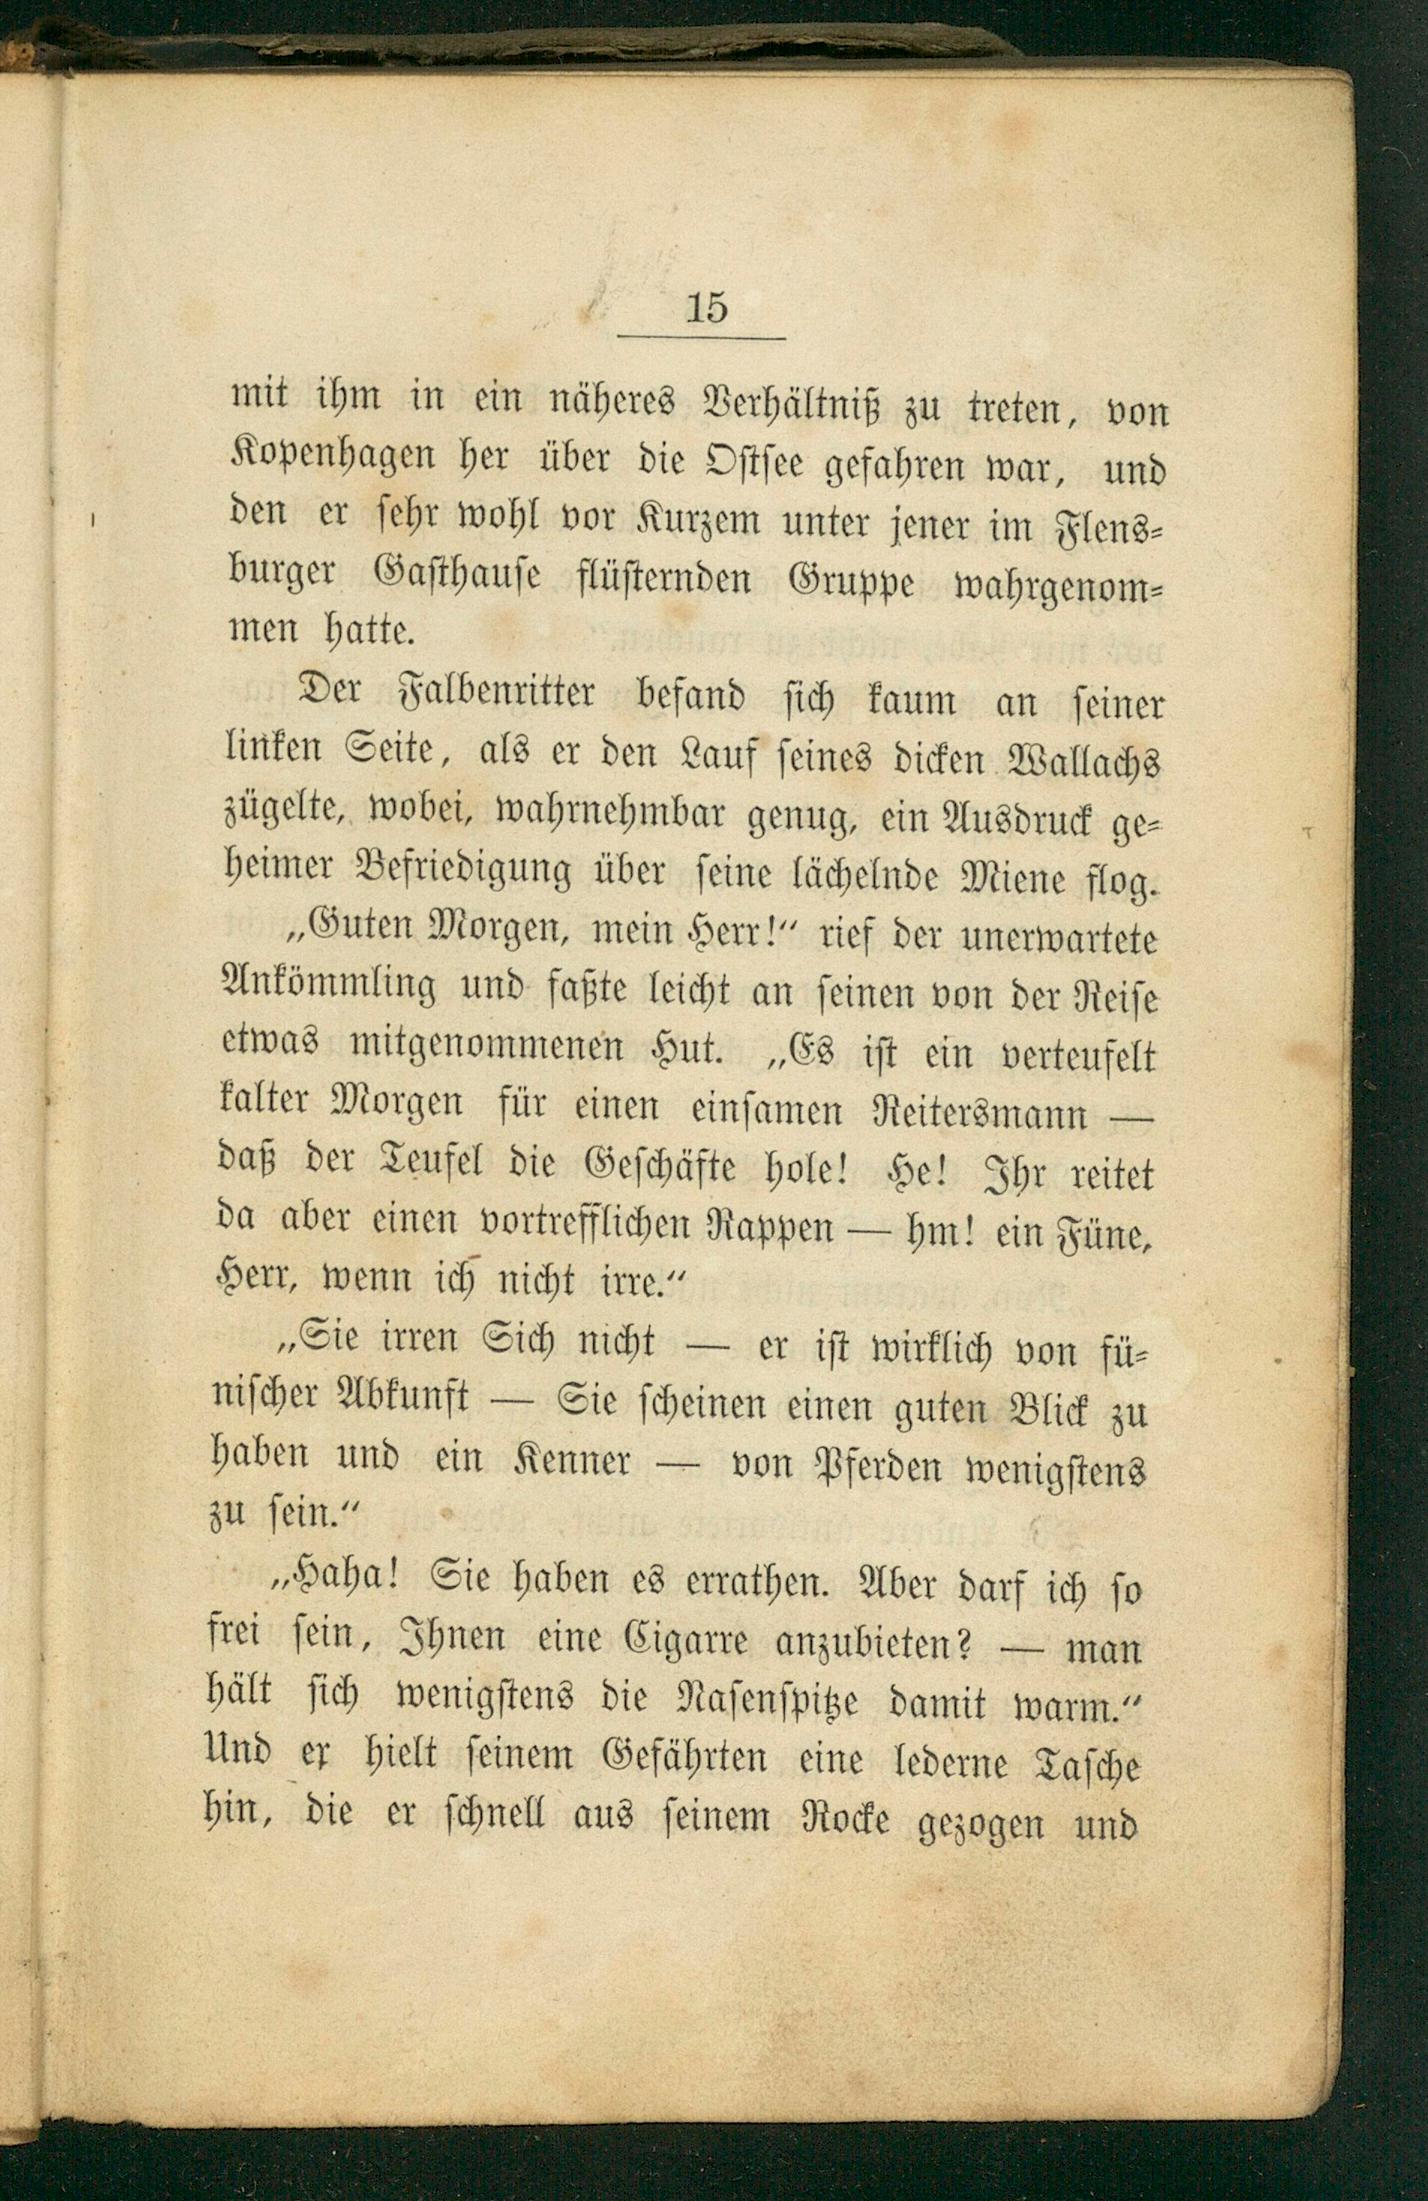 15
mit ihm in ein näheres Verhältniß zu treten, von
Kopenhagen her über die Ostsee gefahren war, und
den er sehr wohl vor Kurzem unter jener im Flens-
burger Gasthause flüsternden Gruppe wahrgenom-
men hatte.
Der Falbenritter befand sich kaum an seiner
linken Seite, als er den Lauf seines dicken Wallachs
zügelte, wobei, wahrnehmbar genug, ein Ausdruck ge-
heimer Befriedigung über seine lächelnde Miene flog.
„Guten Morgen, mein Herr!“ rief der unerwartete
Ankömmling und faßte leicht an seinen von der Reise
etwas mitgenommenen Hut. „Es ist ein verteufelt
kalter Morgen für einen einsamen Reitersmann —
daß der Teufel die Geschäfte hole! He! Ihr reitet
da aber einen vortrefflichen Rappen — hm! ein Füne,
Herr, wenn ich nicht irre.“
„Sie irren Sich nicht — er ist wirklich von fü-
nischer Abkunft — Sie scheinen einen guten Blick zu
haben und ein Kenner — von Pferden wenigstens
zu sein.“
„Haha! Sie haben es errathen. Aber darf ich so
frei sein, Ihnen eine Cigarre anzubieten? — man
hält sich wenigstens die Nasenspitze damit warm.“
Und er hielt seinem Gefährten eine lederne Tasche
hin, die er schnell aus seinem Rocke gezogen und